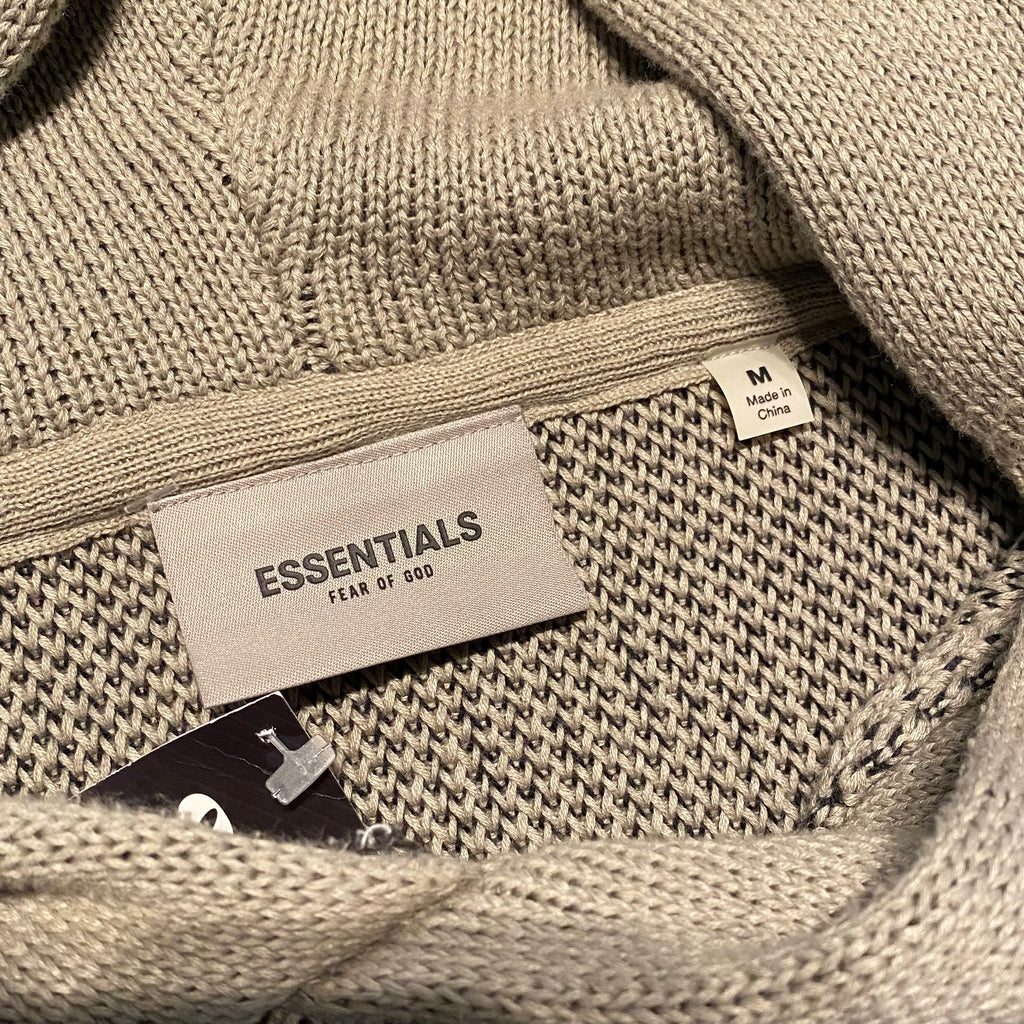 M
Made in
China
ESSENTIALS
FEAR OF GOD